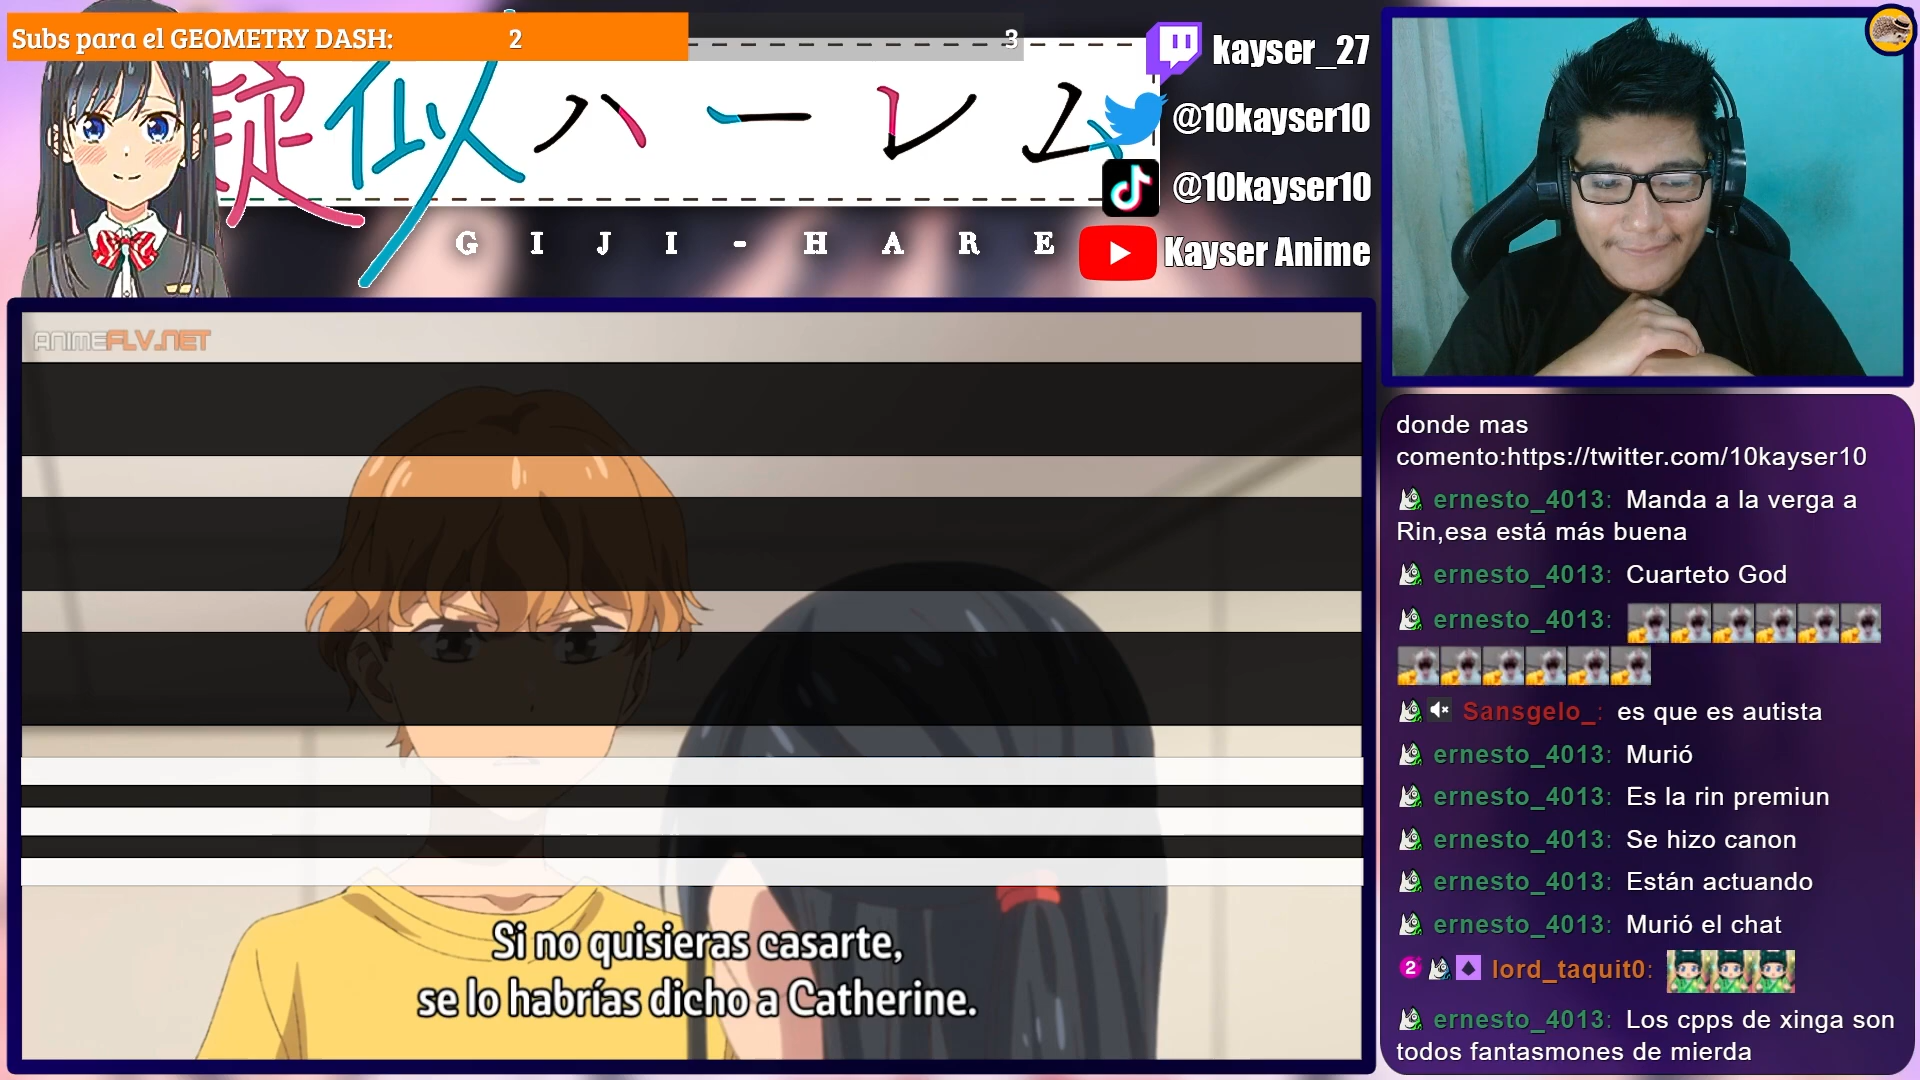 Subs para el GEOMETRY DASH: 2 3
疑似ハーレム
GIJI-HARE
kayser_27
@10kayser10
@10kayser10
Kayser Anime
ANIMEFLV.NET
Si no quisieras casarte,
se lo habrías dicho a Catherine.
donde mas
comento:https://twitter.com/10kayser10
ernesto_4013: Manda a la verga a
Rin,esa está más buena
ernesto_4013: Cuarteto God
ernesto_4013:
Sansgelo_: es que es autista
ernesto_4013: Murió
ernesto_4013: Es la rin premiun
ernesto_4013: Se hizo canon
ernesto_4013: Están actuando
ernesto_4013: Murió el chat
2 lord_taquit0:
ernesto_4013: Los cpps de xinga son
todos fantasmones de mierda